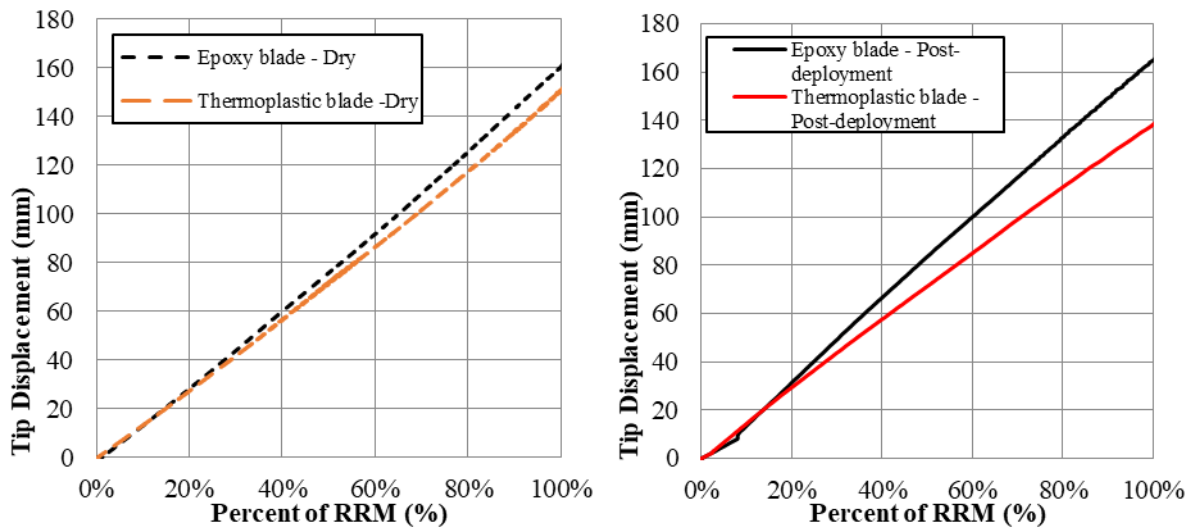 180
160
140
120
100
80
60
40
20
0
Tip Displacement (mm)
Epoxy blade - Dry
Thermoplastic blade -Dry
0% 20% 40% 60% 80% 100%
Percent of RRM (%)
180
160
140
120
100
80
60
40
20
0
Tip Displacement (mm)
Epoxy blade - Post-
deployment
Thermoplastic blade -
Post-deployment
0% 20% 40% 60% 80% 100%
Percent of RRM (%)